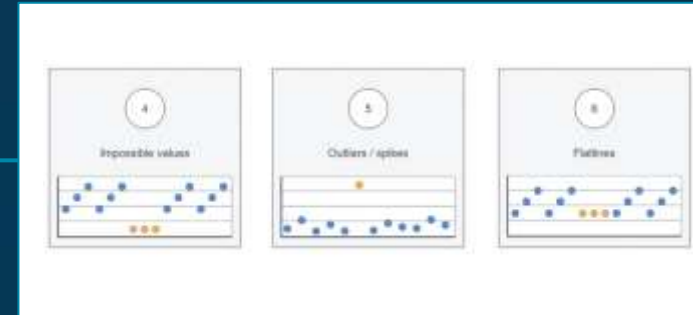 4
Impossible values
5
Outliers / spikes
6
Flatlines